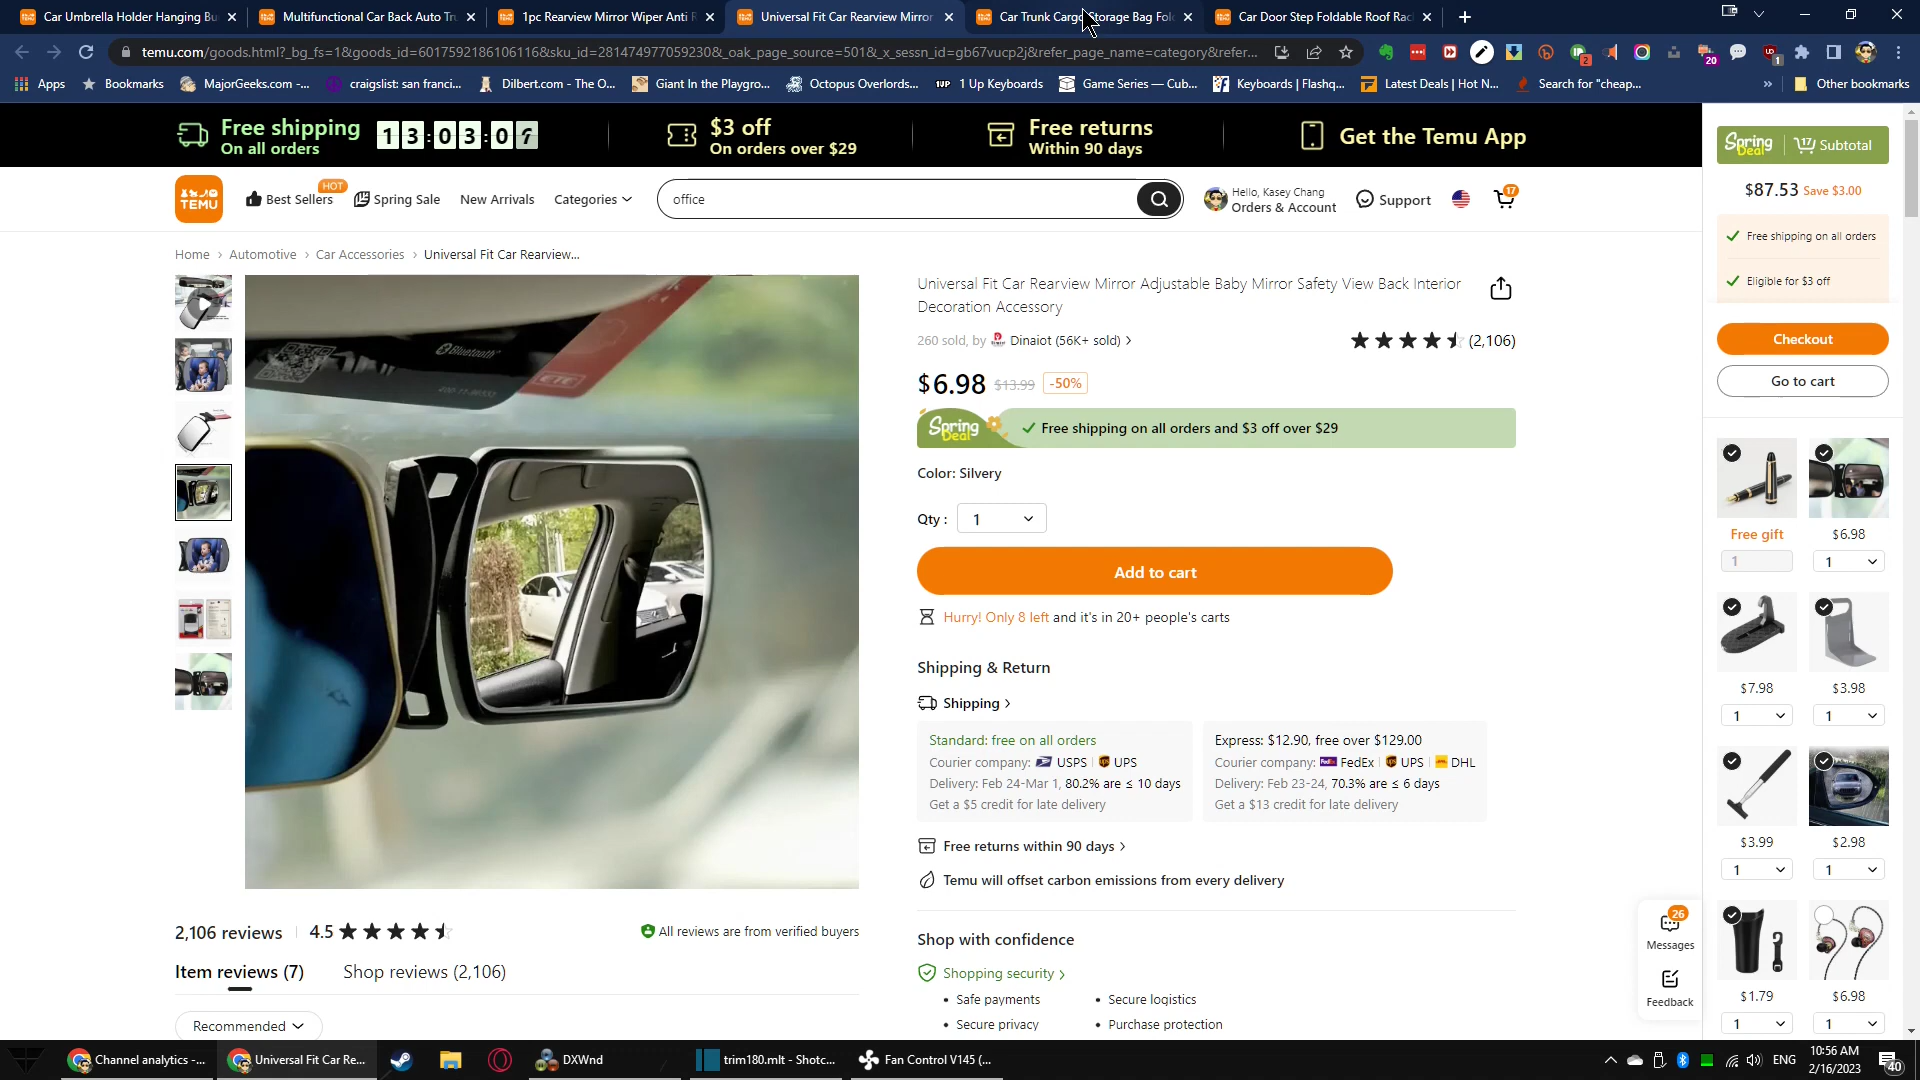 Car Umbrella Holder Hanging Bu
Multifunctional Car Back Auto Tr
1pc Rearview Mirror Wiper Anti R
Universal Fit Car Rearview Mirror
Car Trunk Cargo Storage Bag Fol
Car Door Step Foldable Roof Rac
temu.com/goods.html?_bg_fs=1&goods_id=601759218610611&sku_id=2814749770592308&_oak_page_source=501&_x_sessn_id=gb67vucp2j&refer_page_name=category&refer...
Apps
Bookmarks
MajorGeeks.com -...
craigslist: san franci...
Dilbert.com - The O...
Giant In the Playgro...
Octopus Overlords...
1UP 1 Up Keyboards
Game Series — Cub...
Keyboards | Flashq...
Latest Deals | Hot N...
Search for "cheap...
»
Other bookmarks
Free shipping
On all orders
13:03:0
$3 off
On orders over $29
Free returns
Within 90 days
Get the Temu App
Spring Deal
17
Subtotal
$87.53 Save $3.00
TEMU
Best Sellers
HOT
Spring Sale
New Arrivals
Categories
office
Hello, Kasey Chang
Orders & Account
Support
17
Free shipping on all orders
Eligible for $3 off
Home › Automotive › Car Accessories › Universal Fit Car Rearview...
Universal Fit Car Rearview Mirror Adjustable Baby Mirror Safety View Back Interior
Decoration Accessory
260 sold, by Dinaiot (56K+ sold) ›
(2,106)
Checkout
Go to cart
Bluetooth
$6.98 $13.99 -50%
Spring Deal
Free shipping on all orders and $3 off over $29
Color: Silvery
Qty : 1
Add to cart
Hurry! Only 8 left and it's in 20+ people's carts
Free gift
$6.98
1
1
Shipping & Return
Shipping ›
Standard: free on all orders
Courier company: USPS | UPS
Delivery: Feb 24-Mar 1, 80.2% are ≤ 10 days
Get a $5 credit for late delivery
Express: $12.90, free over $129.00
Courier company: FedEx | UPS | DHL
Delivery: Feb 23-24, 70.3% are ≤ 6 days
Get a $13 credit for late delivery
$7.98
$3.98
1
1
Free returns within 90 days ›
Temu will offset carbon emissions from every delivery
$3.99
$2.98
1
1
2,106 reviews
4.5
All reviews are from verified buyers
Item reviews (7)
Shop reviews (2,106)
Recommended
Shop with confidence
Shopping security ›
• Safe payments
• Secure logistics
• Secure privacy
• Purchase protection
26
Messages
Feedback
$1.79
$6.98
1
1
Channel analytics -...
Universal Fit Car Re...
DXWnd
trim180.mlt - Shotc...
Fan Control V145 (...
ENG
10:56 AM
2/16/2023
40